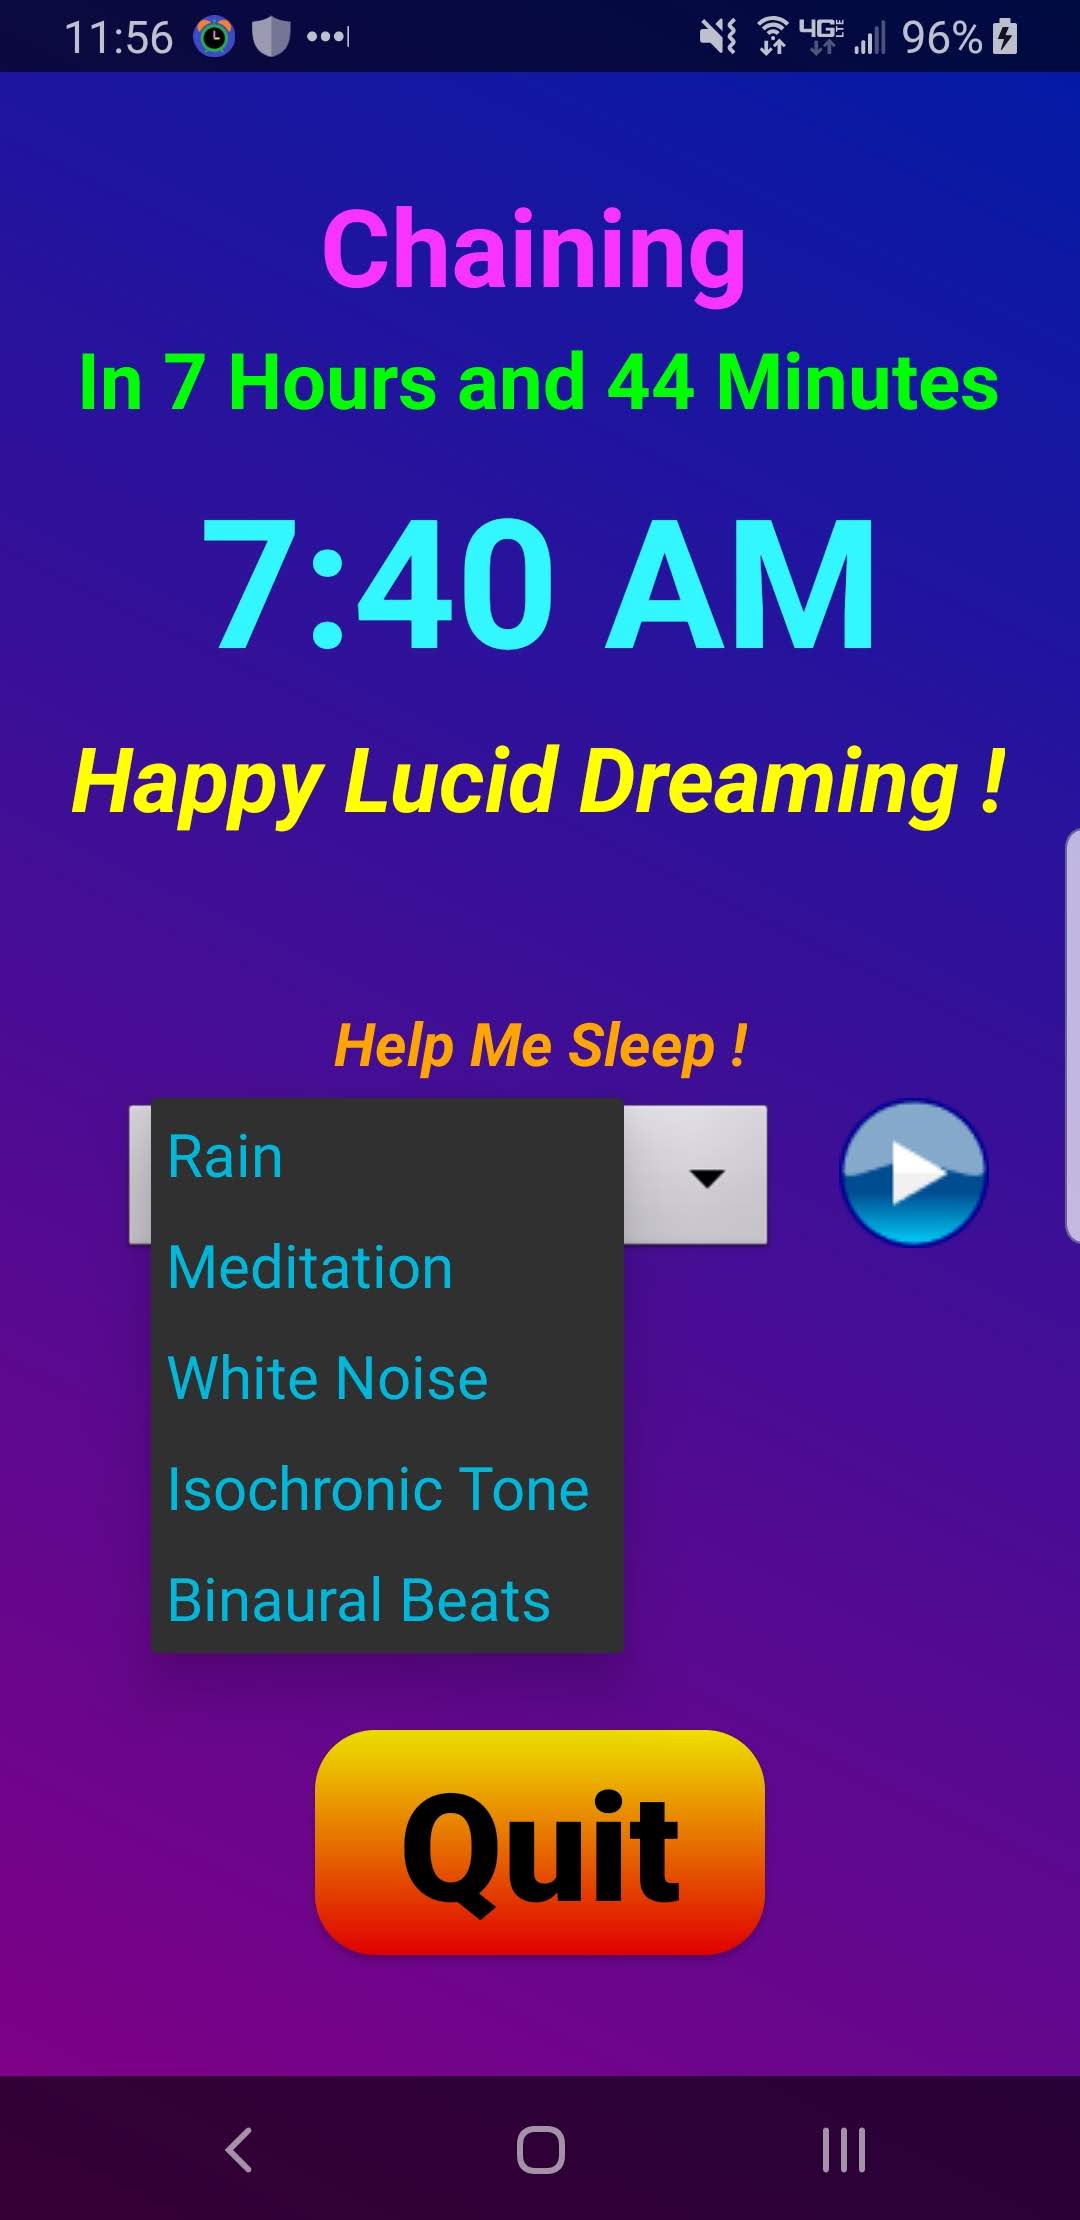 11:56 4G LTE 96%
Chaining
In 7 Hours and 44 Minutes
7:40 AM
Happy Lucid Dreaming !
Help Me Sleep !
Rain
Meditation
White Noise
Isochronic Tone
Binaural Beats
Quit